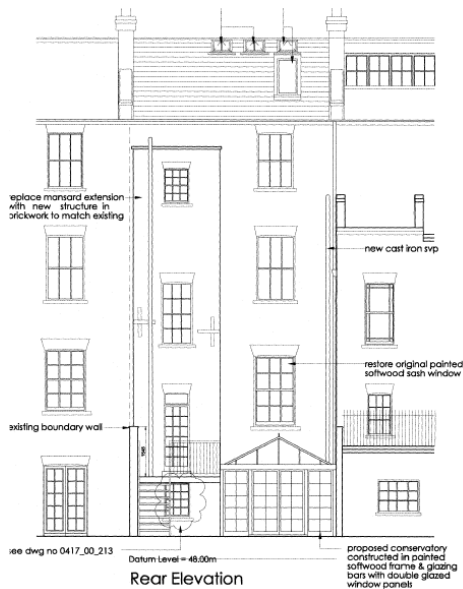 replace mansard extension
with new structure in
brickwork to match existing
new cast iron svp
restore original painted
softwood sash window
existing boundary wall
see dwg no 0417_00_213
Datum Level = 48.00m
Rear Elevation
proposed conservatory
constructed in painted
softwood frame & glazing
bars with double glazed
window panels